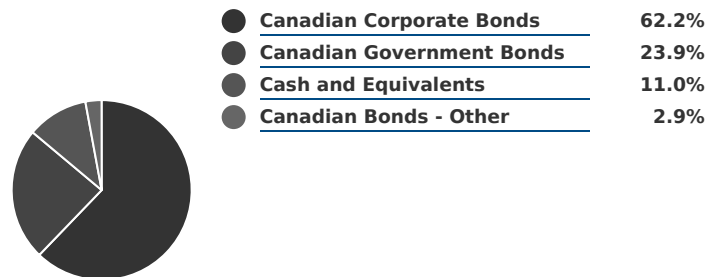 Canadian Corporate Bonds 62.2%
Canadian Government Bonds 23.9%
Cash and Equivalents 11.0%
Canadian Bonds - Other 2.9%